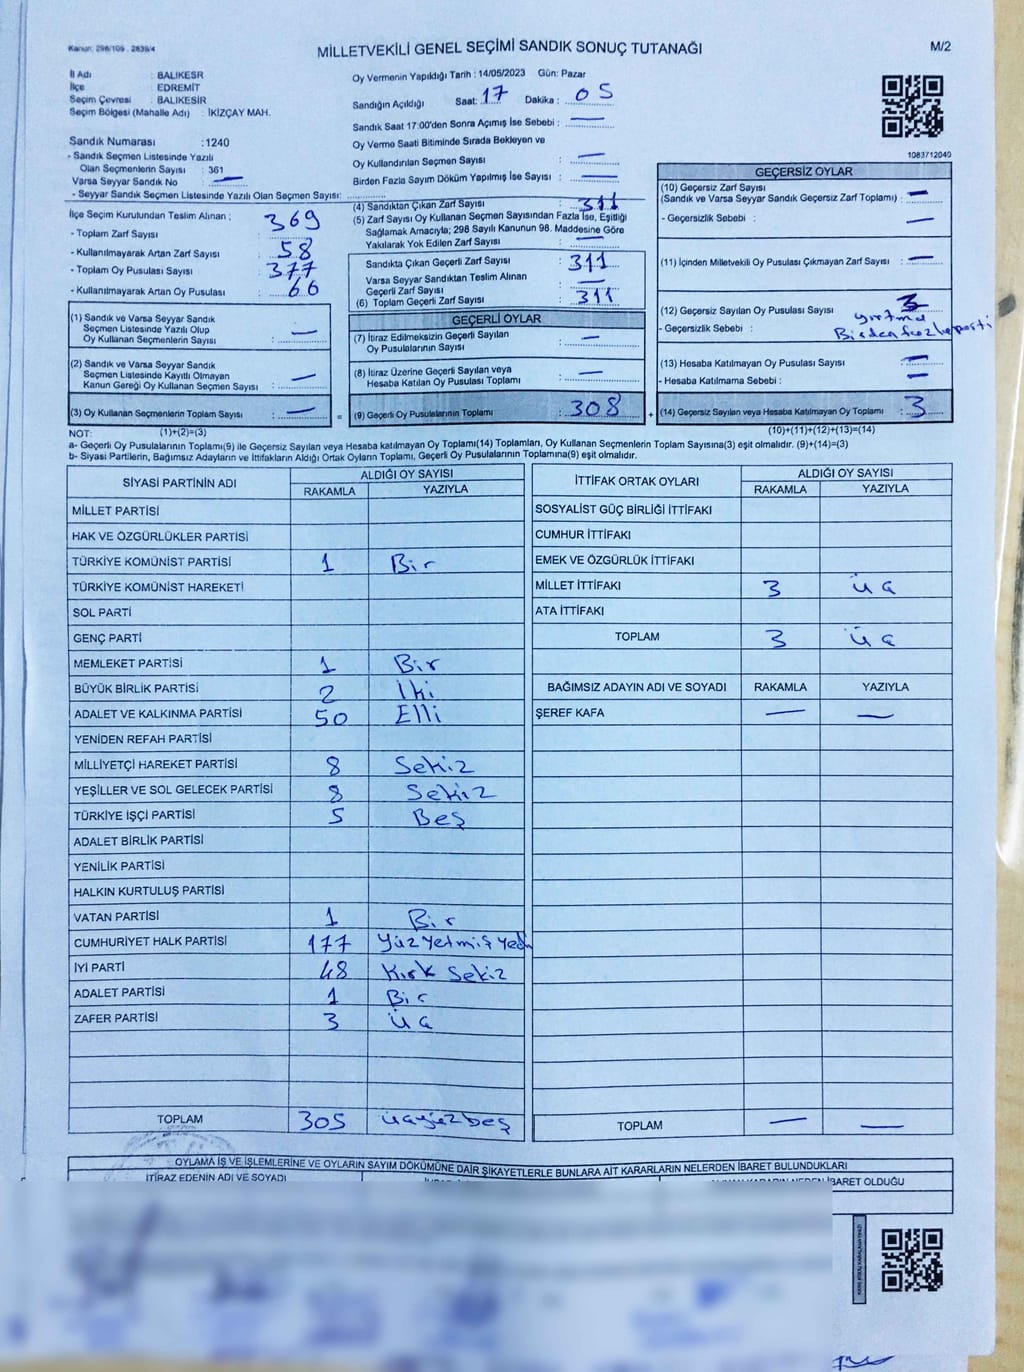 Kanun: 298/109 , 2839/4
MİLLETVEKİLİ GENEL SEÇİMİ SANDIK SONUÇ TUTANAĞI
M/2
İl Adı : BALIKESR
İlçe : EDREMIT
Seçim Çevresi : BALIKESİR
Seçim Bölgesi (Mahalle Adı) : İKİZÇAY MAH.
Sandık Numarası : 1240
- Sandık Seçmen Listesinde Yazılı
Olan Seçmenlerin Sayısı : 361
Varsa Seyyar Sandık No —
- Seyyar Sandık Seçmen Listesinde Yazılı Olan Seçmen Sayısı:
Oy Vermenin Yapıldığı Tarih : 14/05/2023 Gün: Pazar
Sandığın Açıldığı Saat: 17 Dakika : 05
Sandık Saat 17:00'den Sonra Açımış İse Sebebi : —
Oy Verme Saati Bitiminde Sırada Bekleyen ve
Oy Kullandırılan Seçmen Sayısı : —
Birden Fazla Sayım Döküm Yapılmış İse Sayısı : —
1083712040
İlçe Seçim Kurulundan Teslim Alınan ;
- Toplam Zarf Sayısı : 369
- Kullanılmayarak Artan Zarf Sayısı : 58
- Toplam Oy Pusulası Sayısı : 377
- Kullanılmayarak Artan Oy Pusulası : 66
(1) Sandık ve Varsa Seyyar Sandık
Seçmen Listesinde Yazılı Olup
Oy Kullanan Seçmenlerin Sayısı : —
(2) Sandık ve Varsa Seyyar Sandık
Seçmen Listesinde Kayıtlı Olmayan
Kanun Gereği Oy Kullanan Seçmen Sayısı : —
(3) Oy Kullanan Seçmenlerin Toplam Sayısı : —
(4) Sandıktan Çıkan Zarf Sayısı : 311
(5) Zarf Sayısı Oy Kullanan Seçmen Sayısından Fazla İse, Eşitliği
Sağlamak Amacıyla; 298 Sayılı Kanunun 98. Maddesine Göre
Yakılarak Yok Edilen Zarf Sayısı : —
Sandıkta Çıkan Geçerli Zarf Sayısı : 311
Varsa Seyyar Sandıktan Teslim Alınan
Geçerli Zarf Sayısı : —
(6) Toplam Geçerli Zarf Sayısı : 311
GEÇERLİ OYLAR
(7) İtiraz Edilmeksizin Geçerli Sayılan
Oy Pusulalarının Sayısı : —
(8) İtiraz Üzerine Geçerli Sayılan veya
Hesaba Katılan Oy Pusulası Toplamı : —
= (9) Geçerli Oy Pusulalarının Toplamı : 308
GEÇERSİZ OYLAR
(10) Geçersiz Zarf Sayısı
(Sandık ve Varsa Seyyar Sandık Geçersiz Zarf Toplamı) : —
- Geçersizlik Sebebi : —
(11) İçinden Milletvekili Oy Pusulası Çıkmayan Zarf Sayısı : —
(12) Geçersiz Sayılan Oy Pusulası Sayısı : 3
yırtma
- Geçersizlik Sebebi : Birden fazla parti
(13) Hesaba Katılmayan Oy Pusulası Sayısı : —
- Hesaba Katılmama Sebebi : —
+ (14) Geçersiz Sayılan veya Hesaba Katılmayan Oy Toplamı : 3
NOT: (1)+(2)=(3)
(10)+(11)+(12)+(13)=(14)
a- Geçerli Oy Pusulalarının Toplamı(9) ile Geçersiz Sayılan veya Hesaba katılmayan Oy Toplamı(14) Toplamları, Oy Kullanan Seçmenlerin Toplam Sayısına(3) eşit olmalıdır. (9)+(14)=(3)
b- Siyasi Partilerin, Bağımsız Adayların ve İttifakların Aldığı Ortak Oyların Toplamı, Geçerli Oy Pusulalarının Toplamına(9) eşit olmalıdır.
SİYASİ PARTİNİN ADI ALDIĞI OY SAYISI
RAKAMLA YAZIYLA
MİLLET PARTİSİ
HAK VE ÖZGÜRLÜKLER PARTİSİ
TÜRKİYE KOMÜNİST PARTİSİ 1 Bir
TÜRKİYE KOMÜNİST HAREKETİ
SOL PARTİ
GENÇ PARTİ
MEMLEKET PARTİSİ 1 Bir
BÜYÜK BİRLİK PARTİSİ 2 İki
ADALET VE KALKINMA PARTİSİ 50 Elli
YENİDEN REFAH PARTİSİ
MİLLİYETÇİ HAREKET PARTİSİ 8 Sekiz
YEŞİLLER VE SOL GELECEK PARTİSİ 8 Sekiz
TÜRKİYE İŞÇİ PARTİSİ 5 Beş
ADALET BİRLİK PARTİSİ
YENİLİK PARTİSİ
HALKIN KURTULUŞ PARTİSİ
VATAN PARTİSİ 1 Bir
CUMHURİYET HALK PARTİSİ 177 Yüz yetmiş yedi
İYİ PARTİ 48 Kırk Sekiz
ADALET PARTİSİ 1 Bir
ZAFER PARTİSİ 3 Üç
TOPLAM 305 üçyüz beş
İTTİFAK ORTAK OYLARI ALDIĞI OY SAYISI
RAKAMLA YAZIYLA
SOSYALIST GÜÇ BİRLİĞİ İTTİFAKI
CUMHUR İTTİFAKI
EMEK VE ÖZGÜRLÜK İTTİFAKI
MİLLET İTTİFAKI 3 Üç
ATA İTTİFAKI
TOPLAM 3 Üç
BAĞIMSIZ ADAYIN ADI VE SOYADI RAKAMLA YAZIYLA
ŞEREF KAFA — —
TOPLAM — —
OYLAMA İŞ VE İŞLEMLERİNE VE OYLARIN SAYIM DÖKÜMÜNE DAİR ŞİKAYETLERLE BUNLARA AİT KARARLARIN NELERDEN İBARET BULUNDUKLARI
İTİRAZ EDENİN ADI VE SOYADI
İBARET OLDUĞU